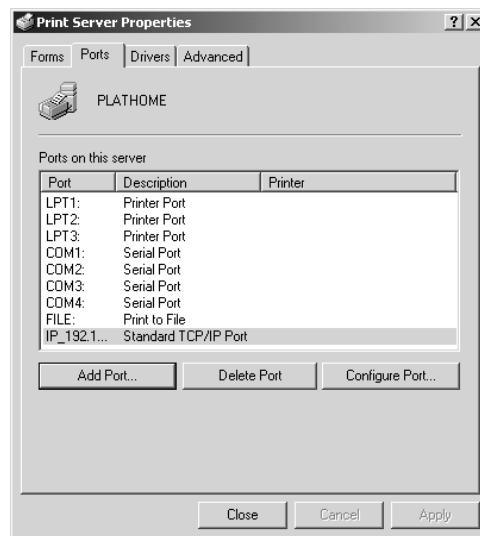 Print Server Properties ? ×
Forms Ports Drivers Advanced
PLATHOME
Ports on this server
Port Description Printer
LPT1: Printer Port
LPT2: Printer Port
LPT3: Printer Port
COM1: Serial Port
COM2: Serial Port
COM3: Serial Port
COM4: Serial Port
FILE: Print to File
IP_192.1... Standard TCP/IP Port
Add Port... Delete Port Configure Port...
Close Cancel Apply